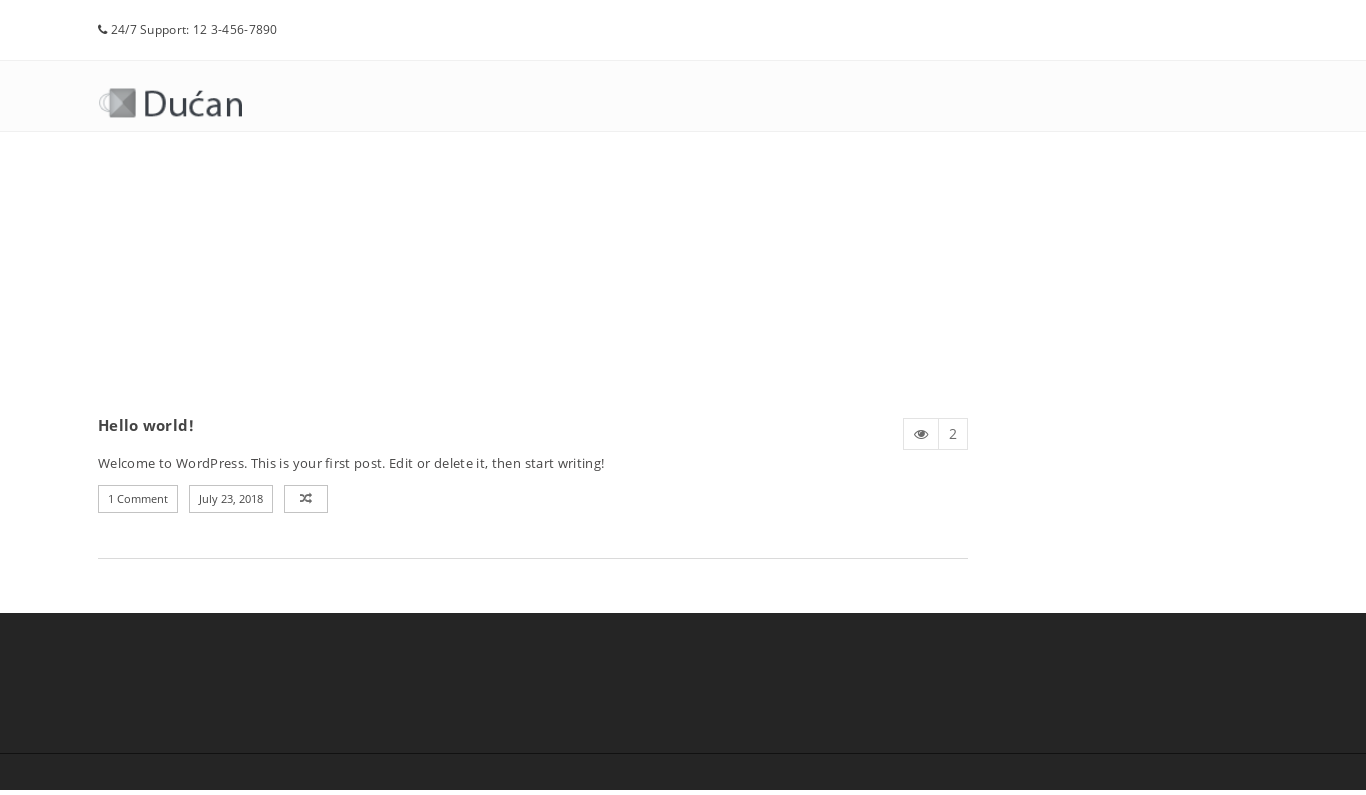 24/7 Support: 12 3-456-7890
Dućan
Hello world!
2
Welcome to WordPress. This is your first post. Edit or delete it, then start writing!
1 Comment
July 23, 2018